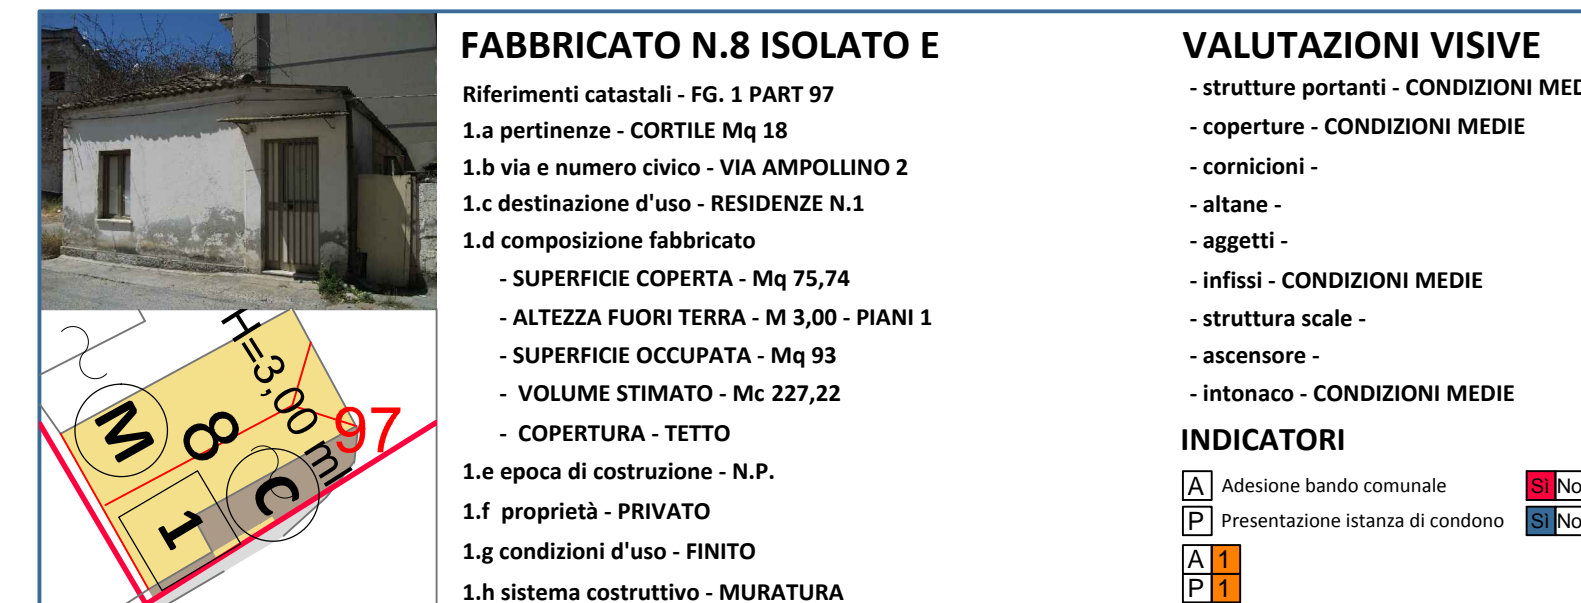 FABBRICATO N.8 ISOLATO E
Riferimenti catastali - FG. 1 PART 97
1.a pertinenze - CORTILE Mq 18
1.b via e numero civico - VIA AMPOLLINO 2
1.c destinazione d'uso - RESIDENZE N.1
1.d composizione fabbricato
- SUPERFICIE COPERTA - Mq 75,74
- ALTEZZA FUORI TERRA - M 3,00 - PIANI 1
- SUPERFICIE OCCUPATA - Mq 93
- VOLUME STIMATO - Mc 227,22
- COPERTURA - TETTO
1.e epoca di costruzione - N.P.
1.f proprietà - PRIVATO
1.g condizioni d'uso - FINITO
1.h sistema costruttivo - MURATURA
H=3,00 ml
M
8
97
C
1
VALUTAZIONI VISIVE
- strutture portanti - CONDIZIONI MED
- coperture - CONDIZIONI MEDIE
- cornicioni -
- altane -
- aggetti -
- infissi - CONDIZIONI MEDIE
- struttura scale -
- ascensore -
- intonaco - CONDIZIONI MEDIE
INDICATORI
A Adesione bando comunale Sì No
P Presentazione istanza di condono Sì No
A 1
P 1